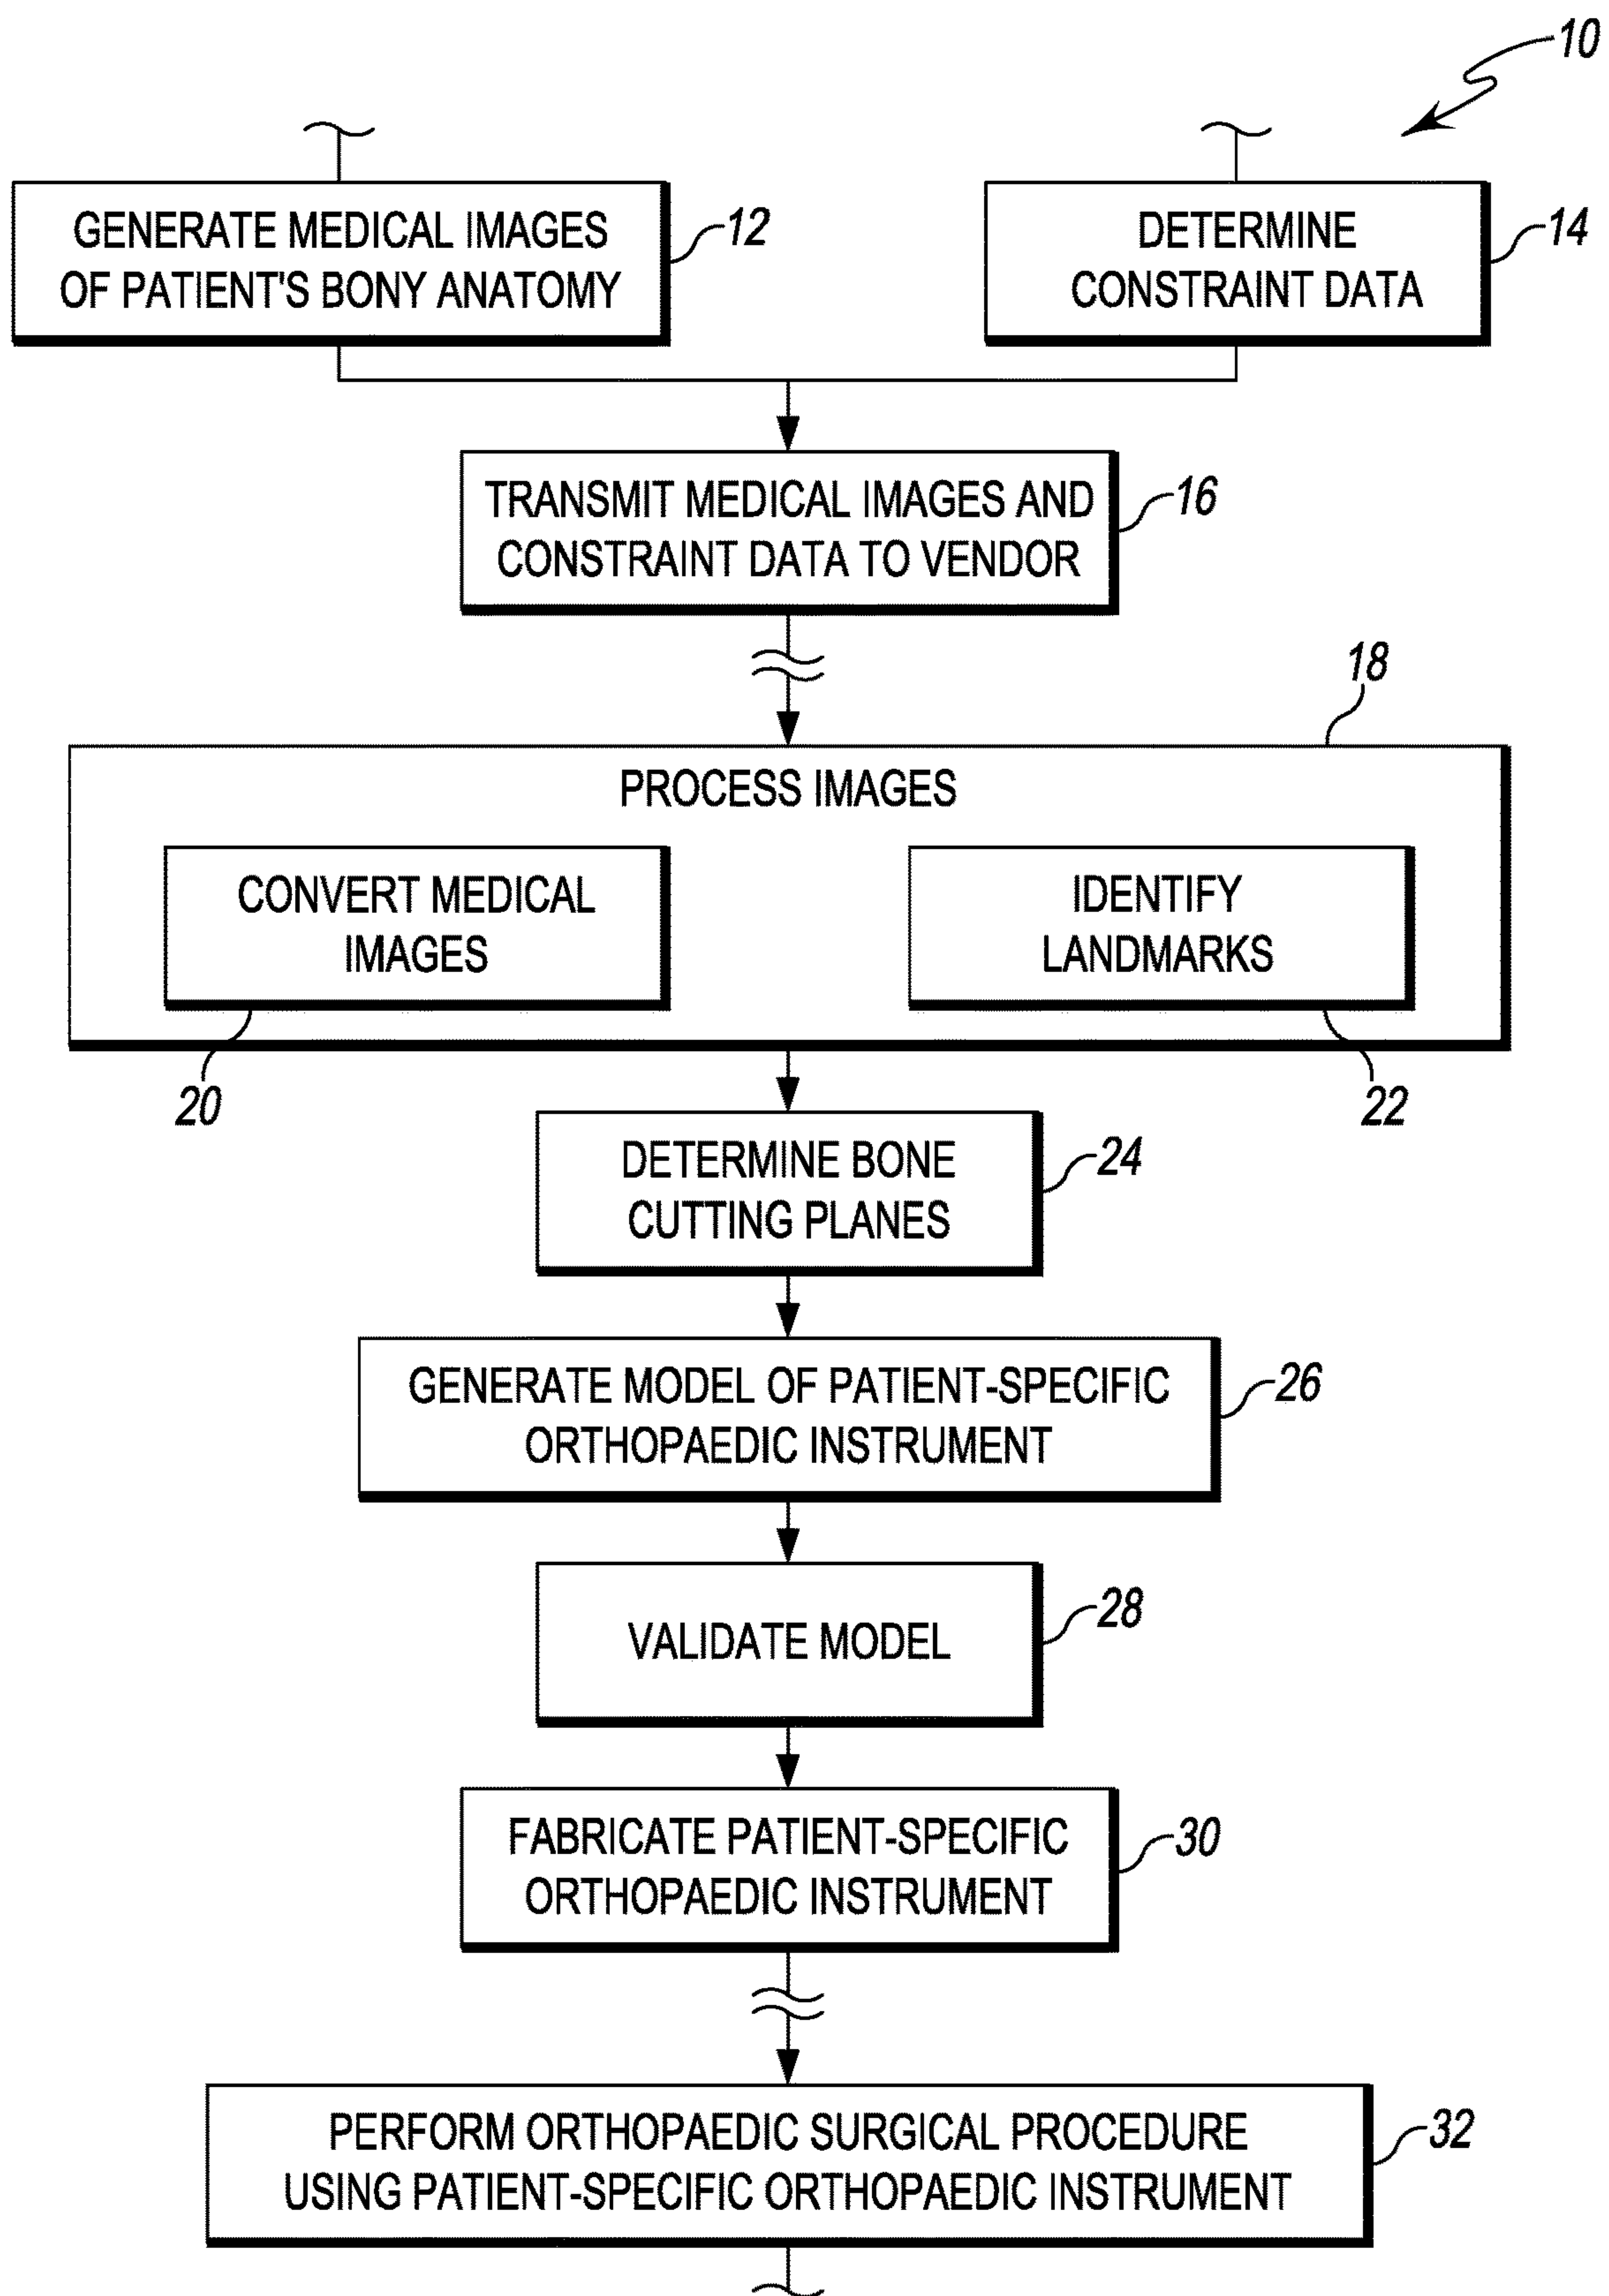 10
GENERATE MEDICAL IMAGES
OF PATIENT'S BONY ANATOMY
12
DETERMINE
CONSTRAINT DATA
14
TRANSMIT MEDICAL IMAGES AND
CONSTRAINT DATA TO VENDOR
16
18
PROCESS IMAGES
CONVERT MEDICAL
IMAGES
20
IDENTIFY
LANDMARKS
22
DETERMINE BONE
CUTTING PLANES
24
GENERATE MODEL OF PATIENT-SPECIFIC
ORTHOPAEDIC INSTRUMENT
26
VALIDATE MODEL
28
FABRICATE PATIENT-SPECIFIC
ORTHOPAEDIC INSTRUMENT
30
PERFORM ORTHOPAEDIC SURGICAL PROCEDURE
USING PATIENT-SPECIFIC ORTHOPAEDIC INSTRUMENT
32